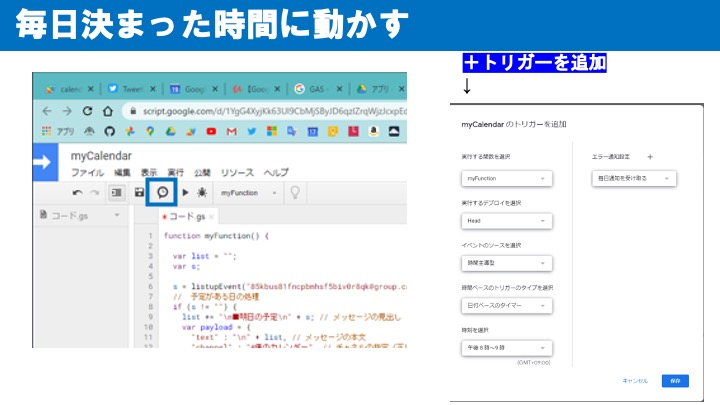 毎日決まった時間に動かす
＋トリガーを追加
↓
Tweet
Googl
【Goog
GAS -
アプリ
script.google.com/d/1YgG4XyjKk63UI9CbMjS8yJD6qzlZrqWjzJcxpEd
アプリ
myCalendar
ファイル 編集 表示 実行 公開 リソース ヘルプ
myFunction
コード.gs
コード.gs
1 function myFunction() {
2
3 var list = "";
4 var s;
5
6 s = listupEvent("85kbus81fncpbmhsf5biv0r8qk@group.c
7 // 予定がある日の処理
8 if (s != "") {
9 list += "\n■明日の予定\n" + s; // メッセージの見出し
10 var payload = {
11 "text" : "\n" + list, // メッセージの本文
myCalendar のトリガーを追加
実行する関数を選択
myFunction
実行するデプロイを選択
Head
イベントのソースを選択
時間主導型
時間ベースのトリガーのタイプを選択
日付ベースのタイマー
時刻を選択
午後 8 時～9 時
(GMT+09:00)
エラー通知設定 ＋
毎日通知を受け取る
キャンセル 保存